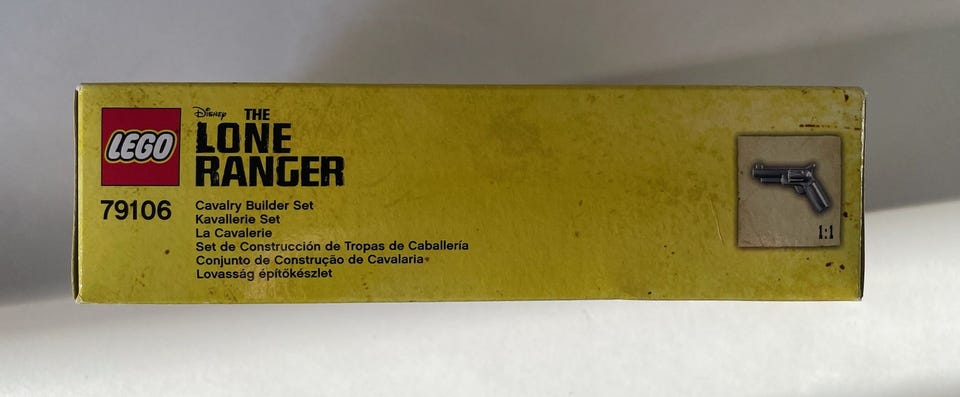 LEGO
Disney
THE
LONE
RANGER
79106
Cavalry Builder Set
Kavallerie Set
La Cavalerie
Set de Construcción de Tropas de Caballería
Conjunto de Construção de Cavalaria
Lovasság építőkészlet
1:1